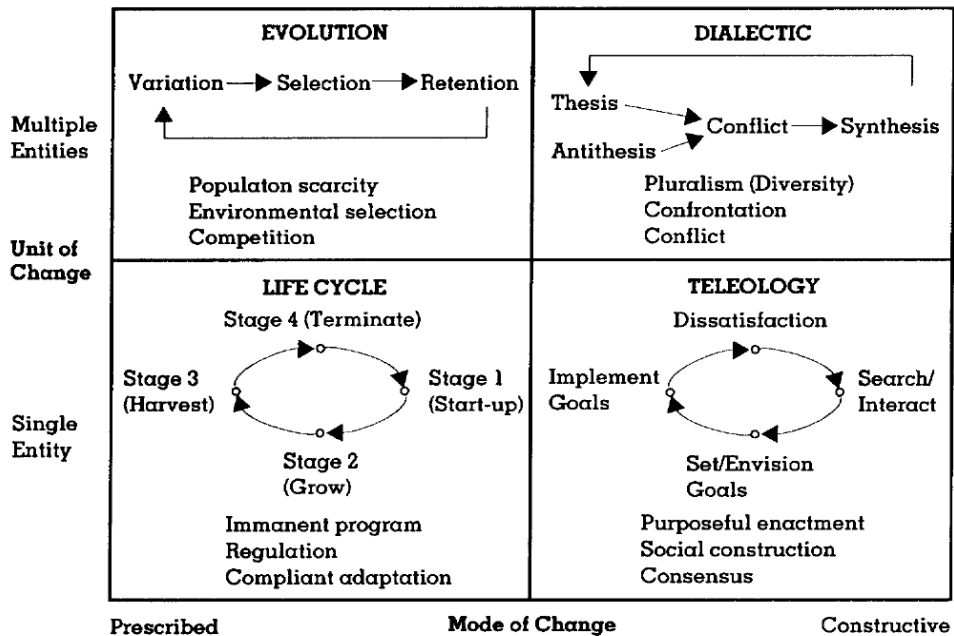 EVOLUTION
Variation Selection Retention
Populaton scarcity
Environmental selection
Competition
DIALECTIC
Thesis
Antithesis
Conflict Synthesis
Pluralism (Diversity)
Confrontation
Conflict
Multiple
Entities
Unit of
Change
LIFE CYCLE
Stage 4 (Terminate)
Stage 3
(Harvest)
Stage 1
(Start-up)
Stage 2
(Grow)
Immanent program
Regulation
Compliant adaptation
TELEOLOGY
Dissatisfaction
Implement
Goals
Search/
Interact
Set/Envision
Goals
Purposeful enactment
Social construction
Consensus
Single
Entity
Prescribed Mode of Change Constructive